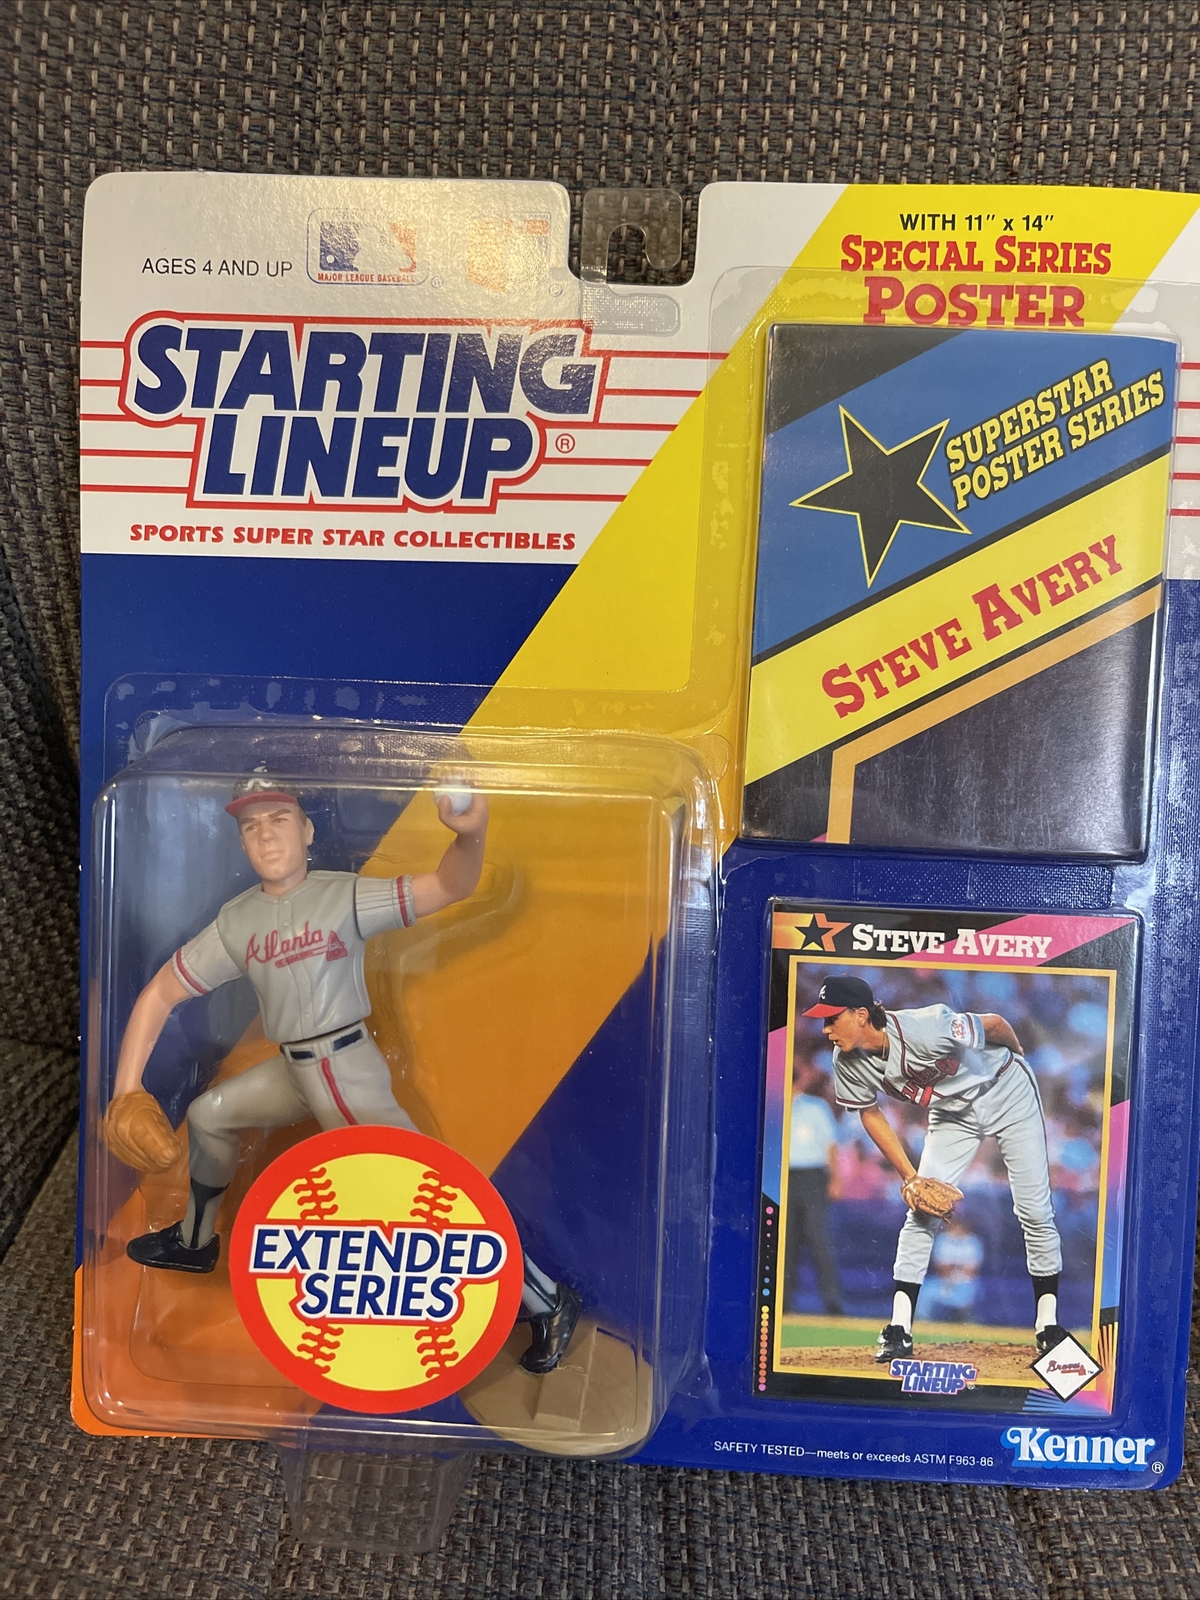 AGES 4 AND UP
MAJOR LEAGUE BASEBALL
®
STARTING
LINEUP®
SPORTS SUPER STAR COLLECTIBLES
WITH 11" x 14"
SPECIAL SERIES
POSTER
SUPERSTAR
POSTER SERIES
STEVE AVERY
Atlanta
EXTENDED
SERIES
STEVE AVERY
STARTING
LINEUP®
Braves™
SAFETY TESTED—meets or exceeds ASTM F963-86
Kenner®